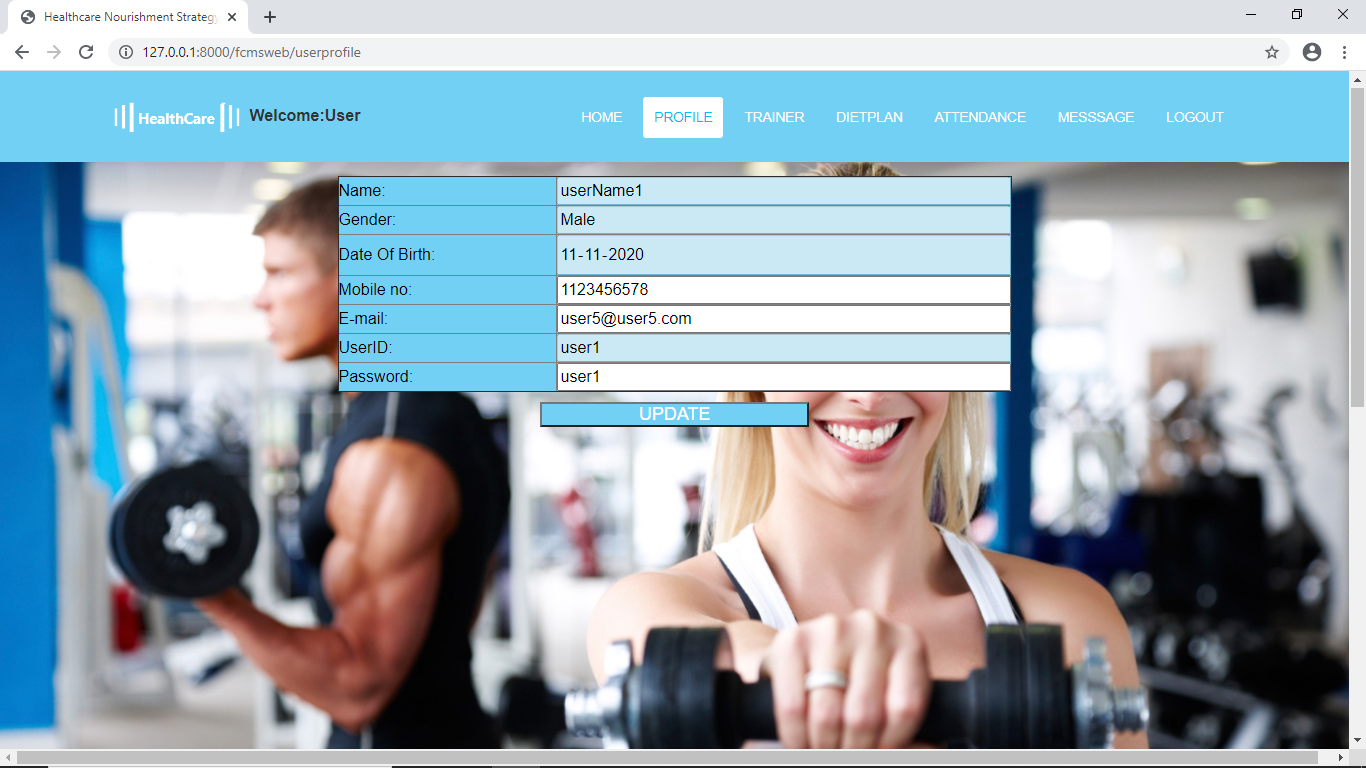 Healthcare Nourishment Strategy
127.0.0.1:8000/fcmsweb/userprofile
HealthCare Welcome:User HOME PROFILE TRAINER DIETPLAN ATTENDANCE MESSSAGE LOGOUT
Name: userName1
Gender: Male
Date Of Birth: 11-11-2020
Mobile no: 1123456578
E-mail: user5@user5.com
UserID: user1
Password: user1
UPDATE